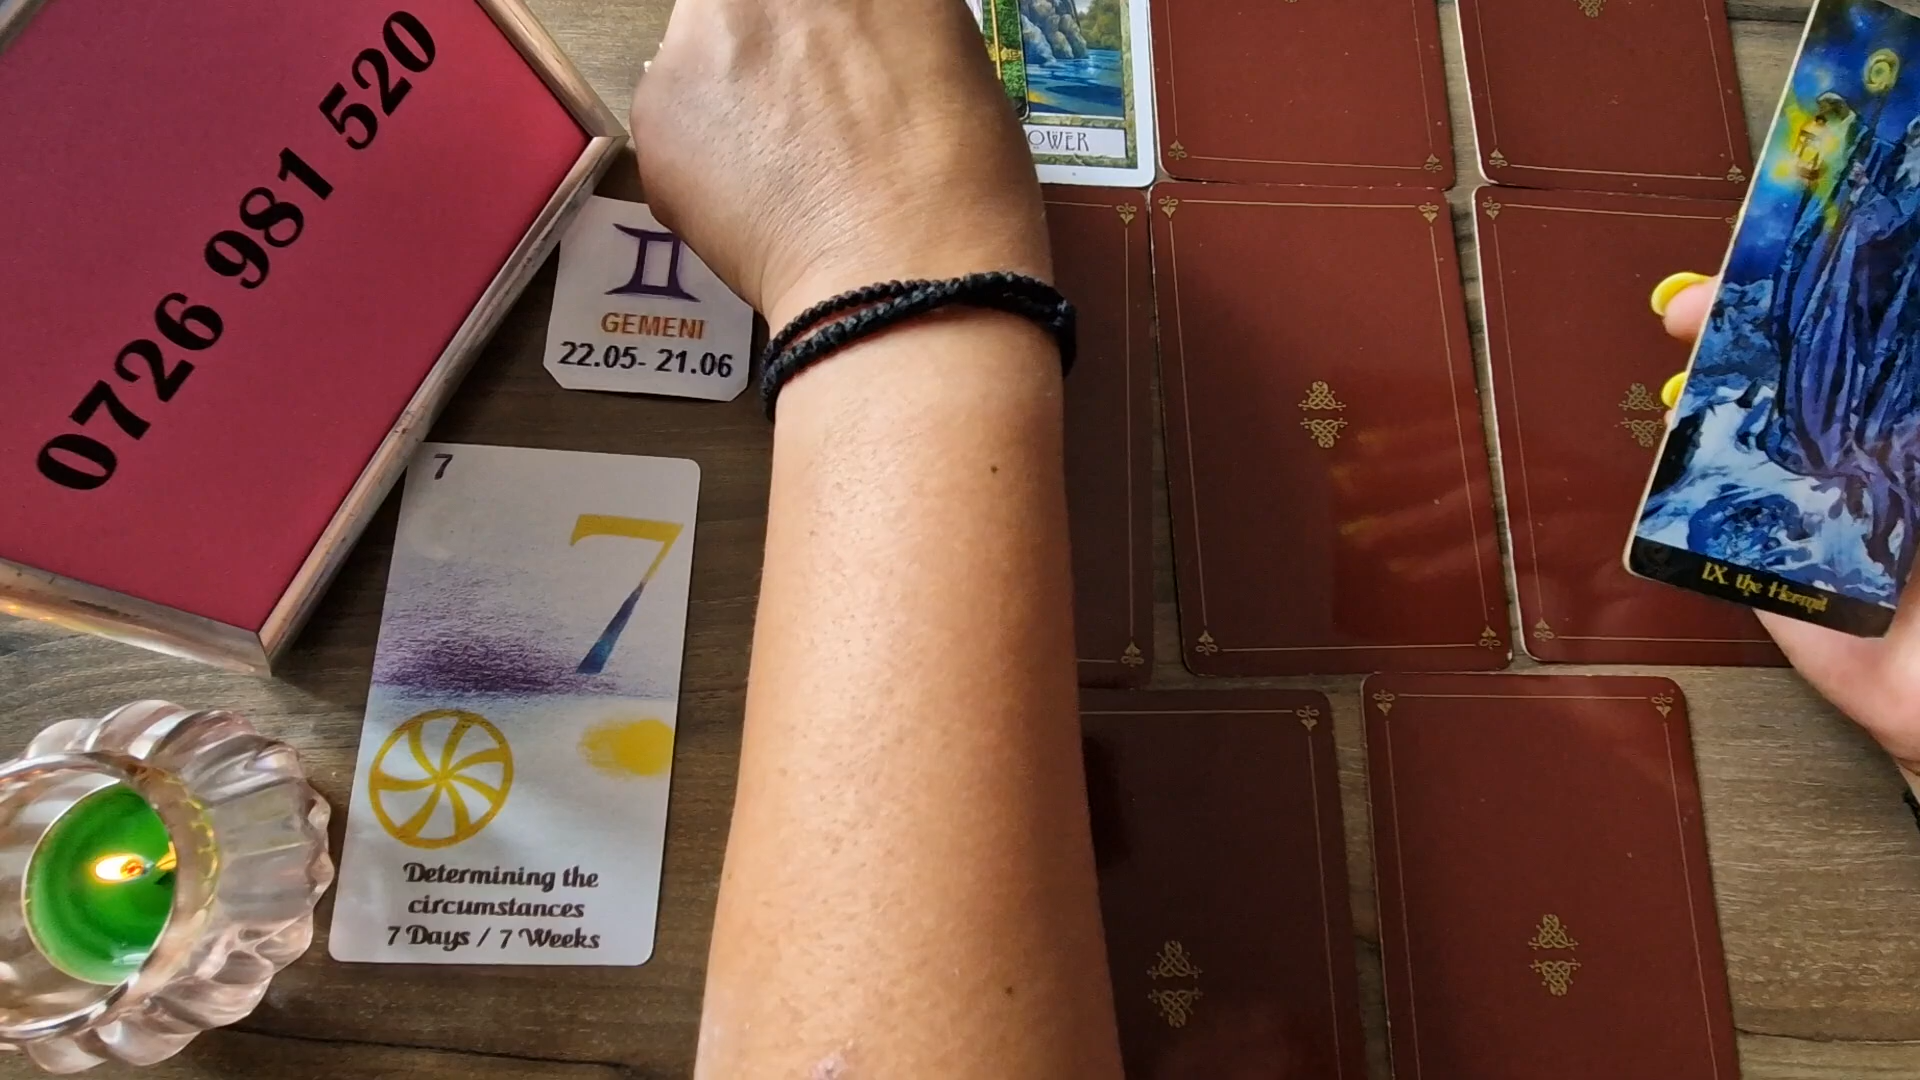 0726 981 520
OWER
GEMENI
22.05- 21.06
7
7
Determining the
circumstances
7 Days / 7 Weeks
IX. the Hermit